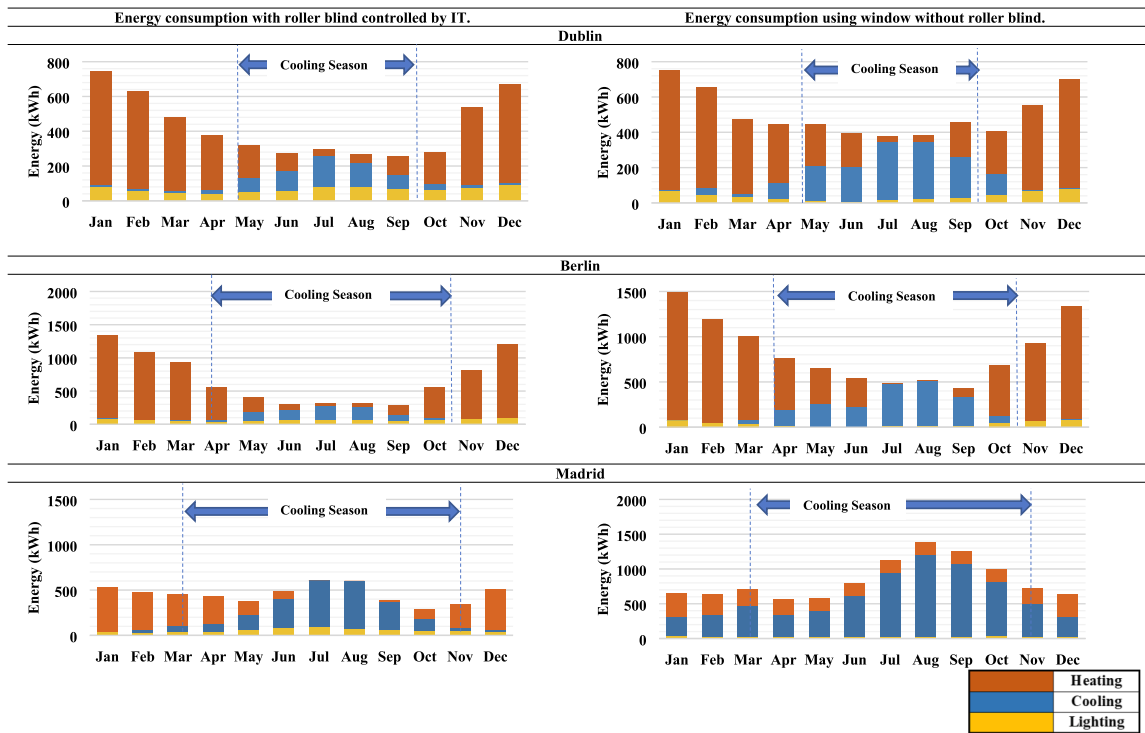 Energy consumption with roller blind controlled by IT.
Energy consumption using window without roller blind.
Dublin
Energy (kWh)
800
600
400
200
0
Cooling Season
Jan Feb Mar Apr May Jun Jul Aug Sep Oct Nov Dec
Energy (kWh)
800
600
400
200
0
Cooling Season
Jan Feb Mar Apr May Jun Jul Aug Sep Oct Nov Dec
Berlin
Energy (kWh)
2000
1500
1000
500
0
Cooling Season
Jan Feb Mar Apr May Jun Jul Aug Sep Oct Nov Dec
Energy (kWh)
1500
1000
500
0
Cooling Season
Jan Feb Mar Apr May Jun Jul Aug Sep Oct Nov Dec
Madrid
Energy (kWh)
1500
1000
500
0
Cooling Season
Jan Feb Mar Apr May Jun Jul Aug Sep Oct Nov Dec
Energy (kWh)
2000
1500
1000
500
0
Cooling Season
Jan Feb Mar Apr May Jun Jul Aug Sep Oct Nov Dec
Heating
Cooling
Lighting